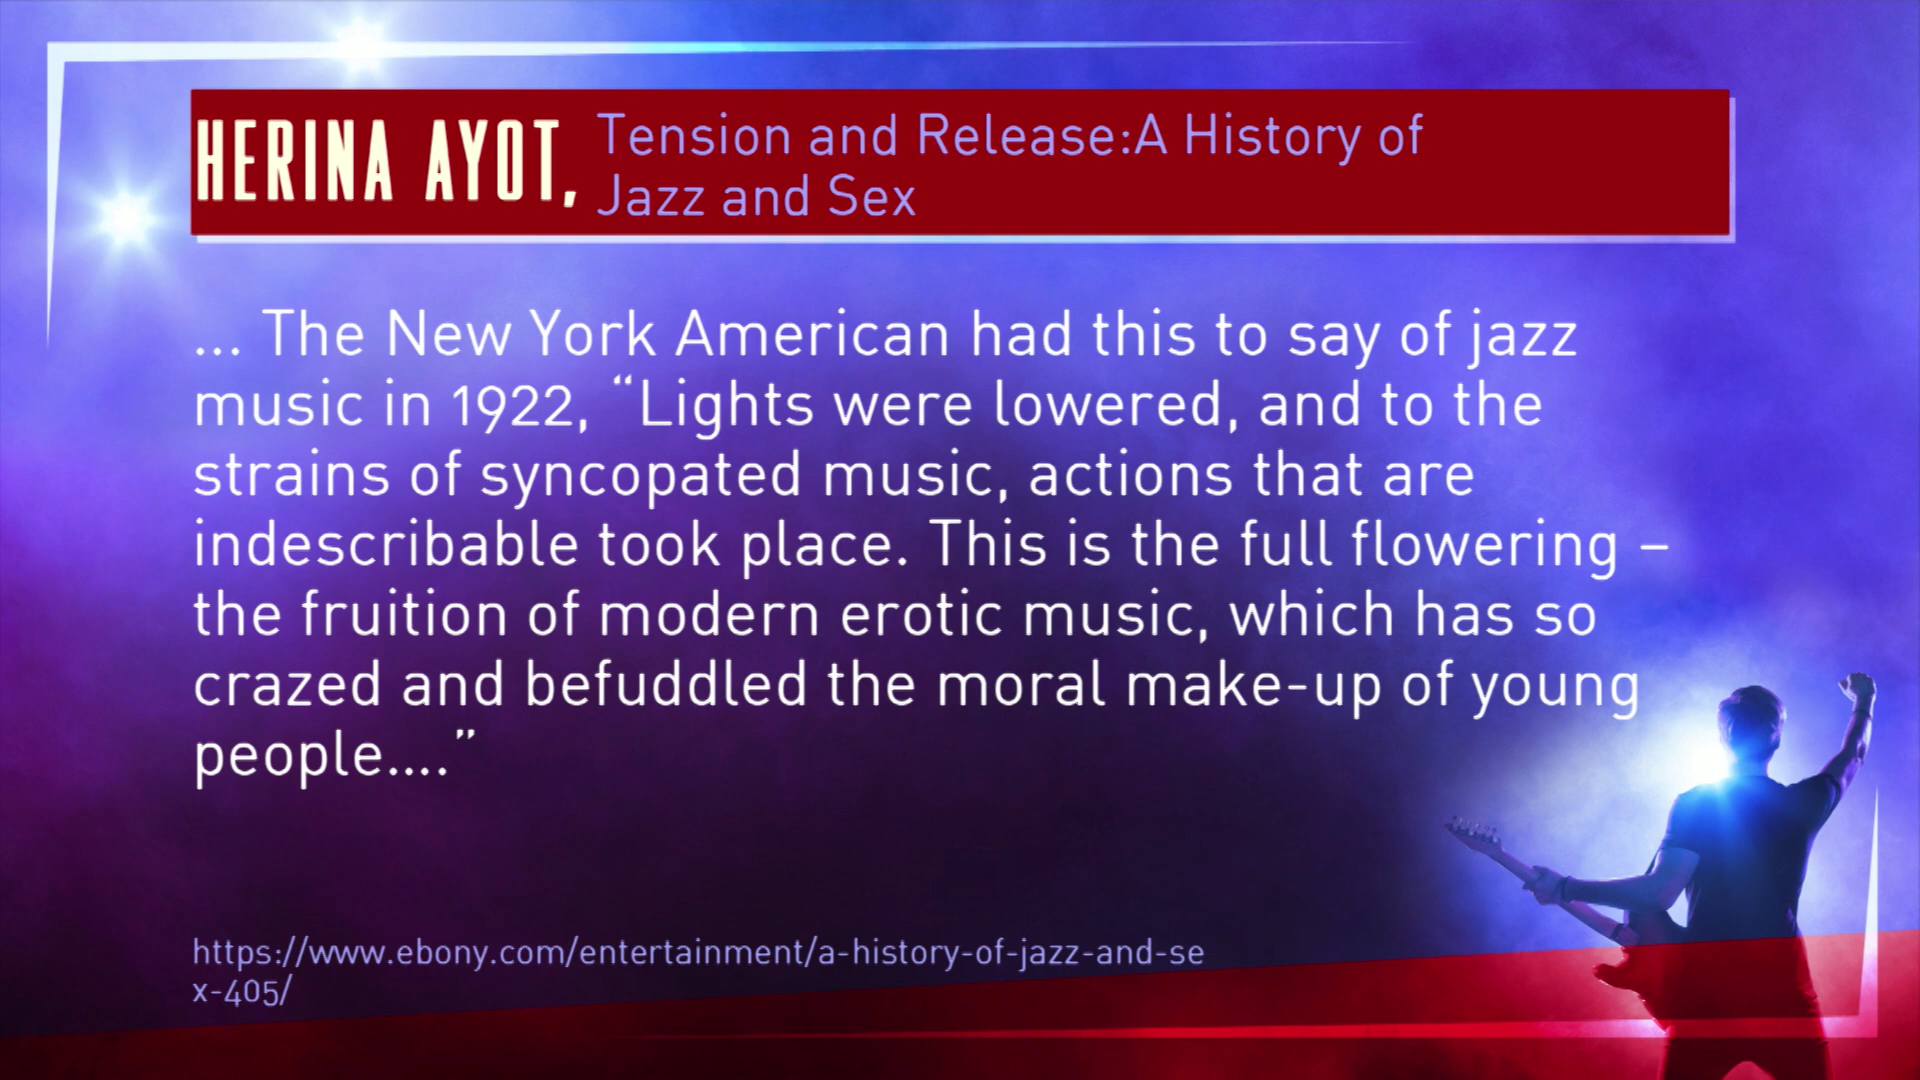 HERINA AYOT, Tension and Release:A History of
Jazz and Sex
... The New York American had this to say of jazz
music in 1922, “Lights were lowered, and to the
strains of syncopated music, actions that are
indescribable took place. This is the full flowering –
the fruition of modern erotic music, which has so
crazed and befuddled the moral make-up of young
people....”
https://www.ebony.com/entertainment/a-history-of-jazz-and-se
x-405/